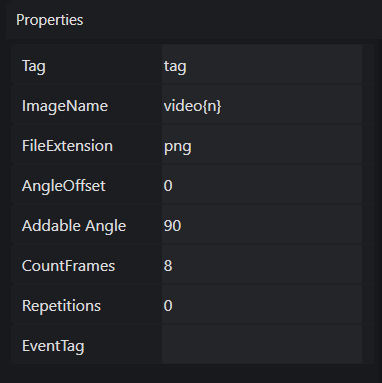 Properties
Tag tag
ImageName video{n}
FileExtension png
AngleOffset 0
Addable Angle 90
CountFrames 8
Repetitions 0
EventTag